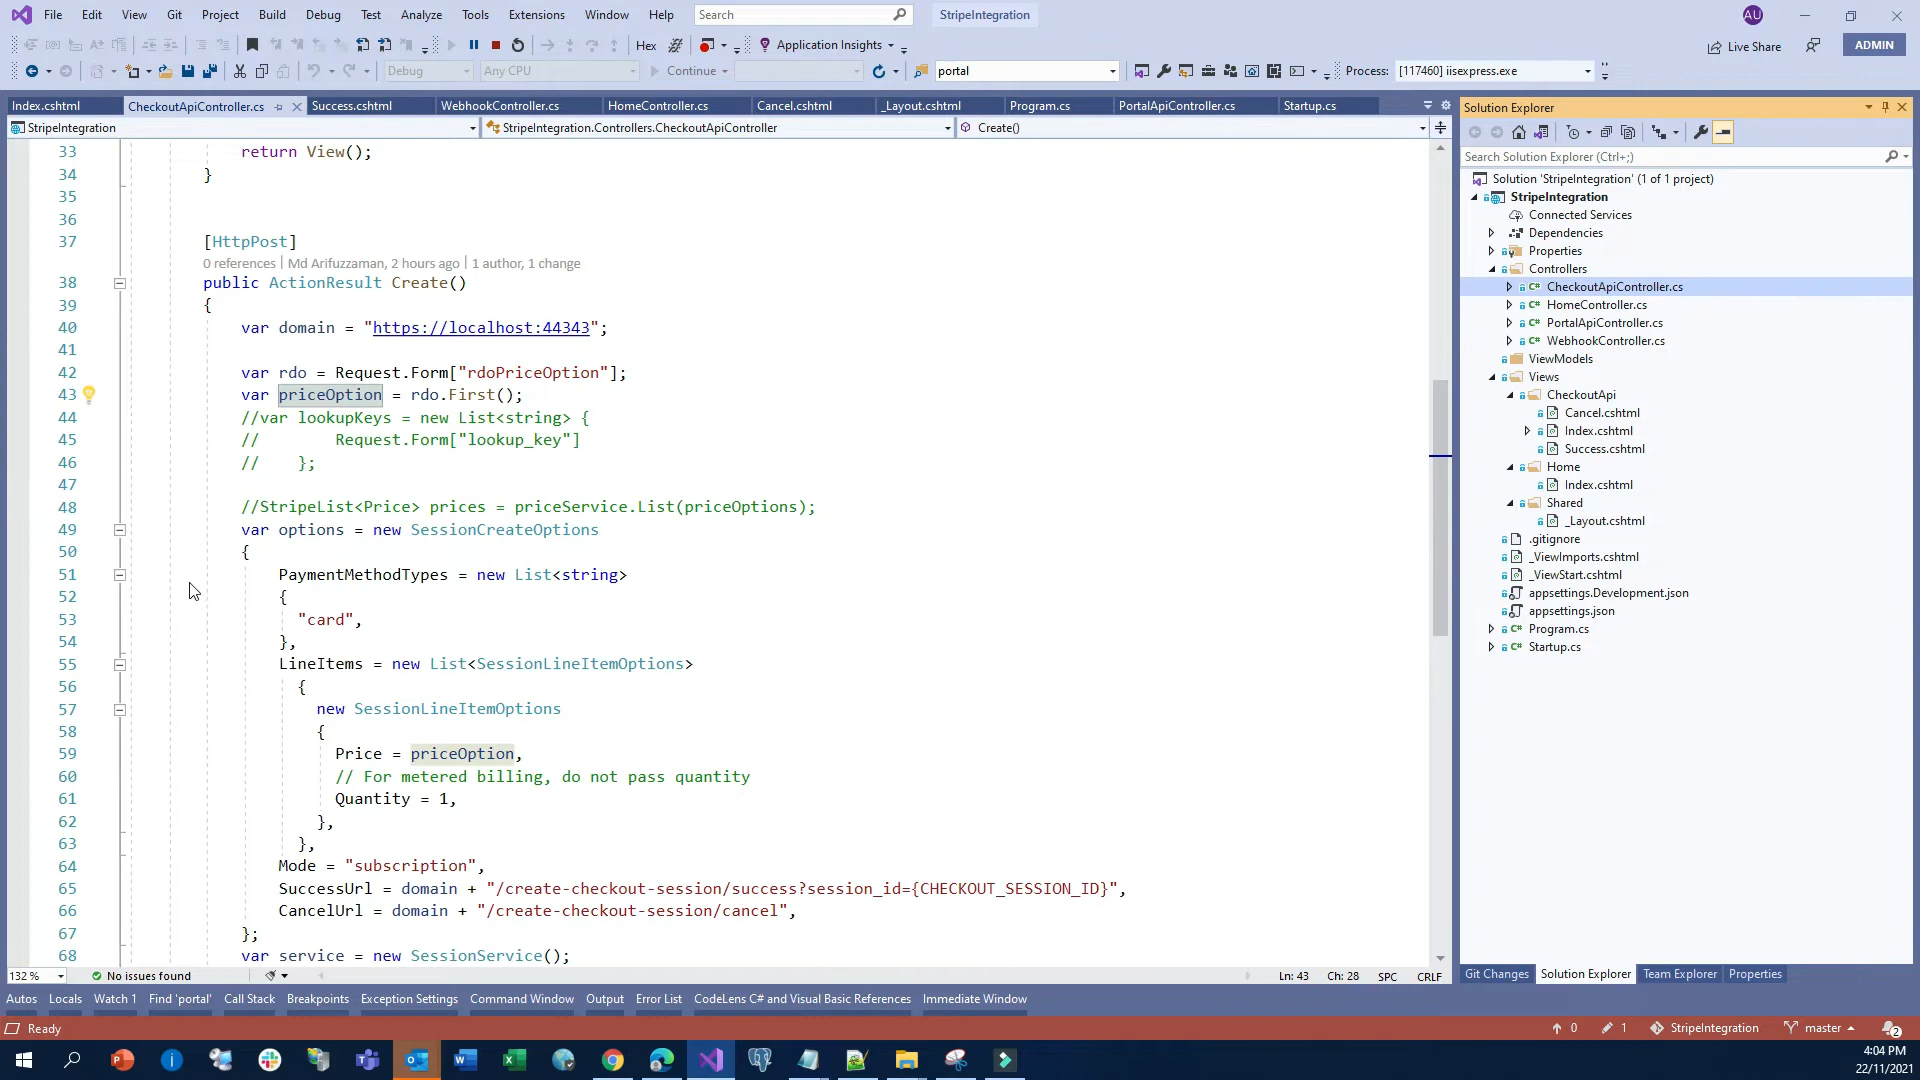 File Edit View Git Project Build Debug Test Analyze Tools Extensions Window Help Search StripeIntegration AU
Hex Application Insights Live Share ADMIN
Debug Any CPU Continue portal Process: [117460] iisexpress.exe
Index.cshtml CheckoutApiController.cs Success.cshtml WebhookController.cs HomeController.cs Cancel.cshtml _Layout.cshtml Program.cs PortalApiController.cs Startup.cs
StripeIntegration StripeIntegration.Controllers.CheckoutApiController Create()
33 return View();
34 }
35
36
37 [HttpPost]
0 references | Md Arifuzzaman, 2 hours ago | 1 author, 1 change
38 public ActionResult Create()
39 {
40 var domain = "https://localhost:44343";
41
42 var rdo = Request.Form["rdoPriceOption"];
43 var priceOption = rdo.First();
44 //var lookupKeys = new List<string> {
45 // Request.Form["lookup_key"]
46 // };
47
48 //StripeList<Price> prices = priceService.List(priceOptions);
49 var options = new SessionCreateOptions
50 {
51 PaymentMethodTypes = new List<string>
52 {
53 "card",
54 },
55 LineItems = new List<SessionLineItemOptions>
56 {
57 new SessionLineItemOptions
58 {
59 Price = priceOption,
60 // For metered billing, do not pass quantity
61 Quantity = 1,
62 },
63 },
64 Mode = "subscription",
65 SuccessUrl = domain + "/create-checkout-session/success?session_id={CHECKOUT_SESSION_ID}",
66 CancelUrl = domain + "/create-checkout-session/cancel",
67 };
68 var service = new SessionService();
132 % No issues found Ln: 43 Ch: 28 SPC CRLF
Solution Explorer
Search Solution Explorer (Ctrl+;)
Solution 'StripeIntegration' (1 of 1 project)
StripeIntegration
Connected Services
Dependencies
Properties
Controllers
C# CheckoutApiController.cs
C# HomeController.cs
C# PortalApiController.cs
C# WebhookController.cs
ViewModels
Views
CheckoutApi
Cancel.cshtml
Index.cshtml
Success.cshtml
Home
Index.cshtml
Shared
_Layout.cshtml
.gitignore
_ViewImports.cshtml
_ViewStart.cshtml
appsettings.Development.json
appsettings.json
C# Program.cs
C# Startup.cs
Git Changes Solution Explorer Team Explorer Properties
Autos Locals Watch 1 Find 'portal' Call Stack Breakpoints Exception Settings Command Window Output Error List CodeLens C# and Visual Basic References Immediate Window
Ready 0 1 StripeIntegration master 2
4:04 PM
22/11/2021